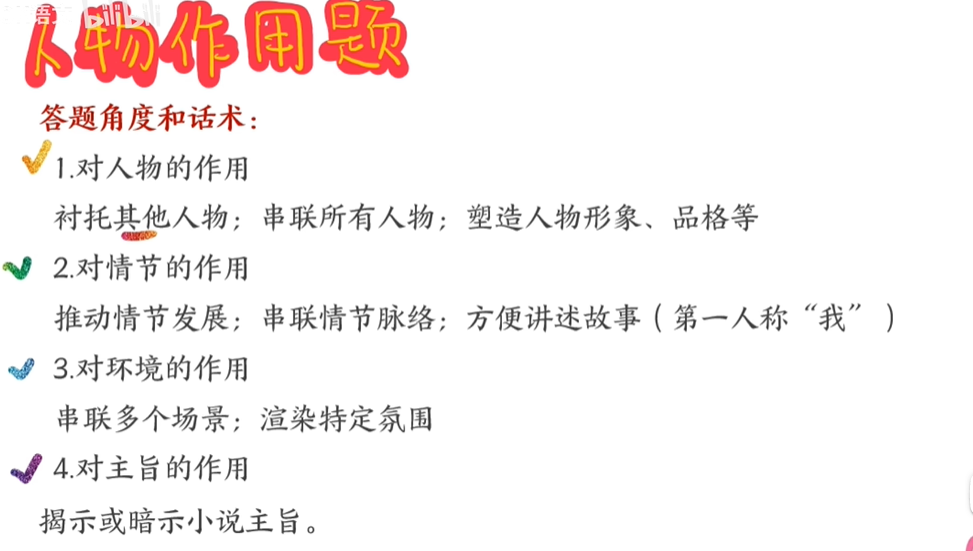 bilibili
人物作用题
答题角度和话术：
1.对人物的作用
衬托其他人物；串联所有人物；塑造人物形象、品格等
2.对情节的作用
推动情节发展；串联情节脉络；方便讲述故事（第一人称“我”）
3.对环境的作用
串联多个场景；渲染特定氛围
4.对主旨的作用
揭示或暗示小说主旨。